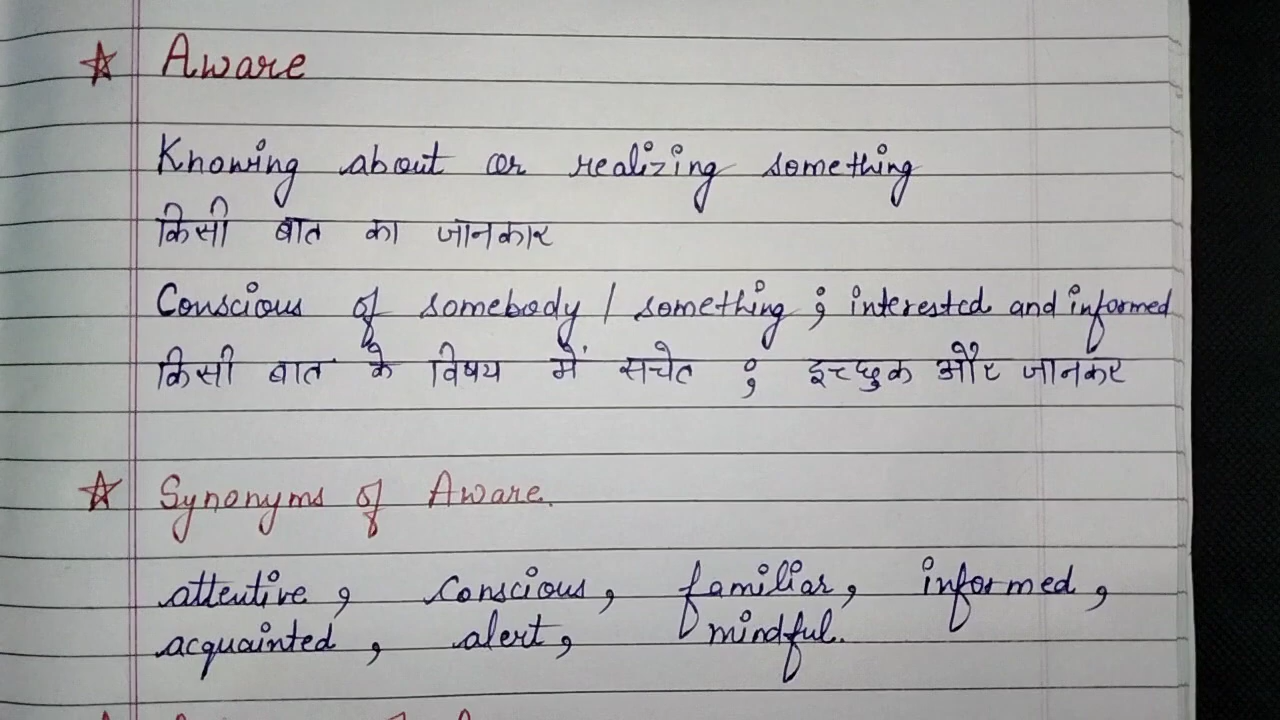 ☆ Aware
Knowing about or realizing something
किसी बात का जानकार
Conscious of somebody / something ; interested and informed
किसी बात के विषय में सचेत ; इच्छुक और जानकर
☆ Synonyms of Aware.
attentive, conscious, familiar, informed,
acquainted, alert, mindful.